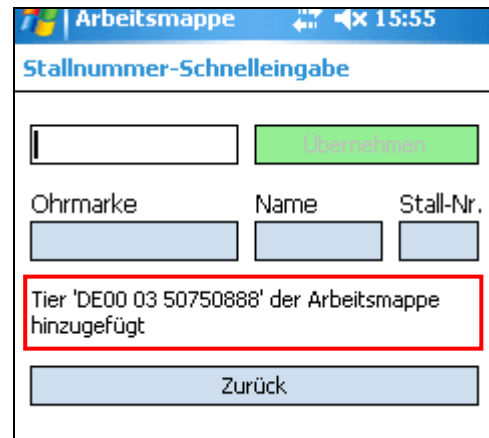 Arbeitsmappe 15:55
Stallnummer-Schnelleingabe
Übernehmen
Ohrmarke Name Stall-Nr.
Tier 'DE00 03 50750888' der Arbeitsmappe
hinzugefügt
Zurück